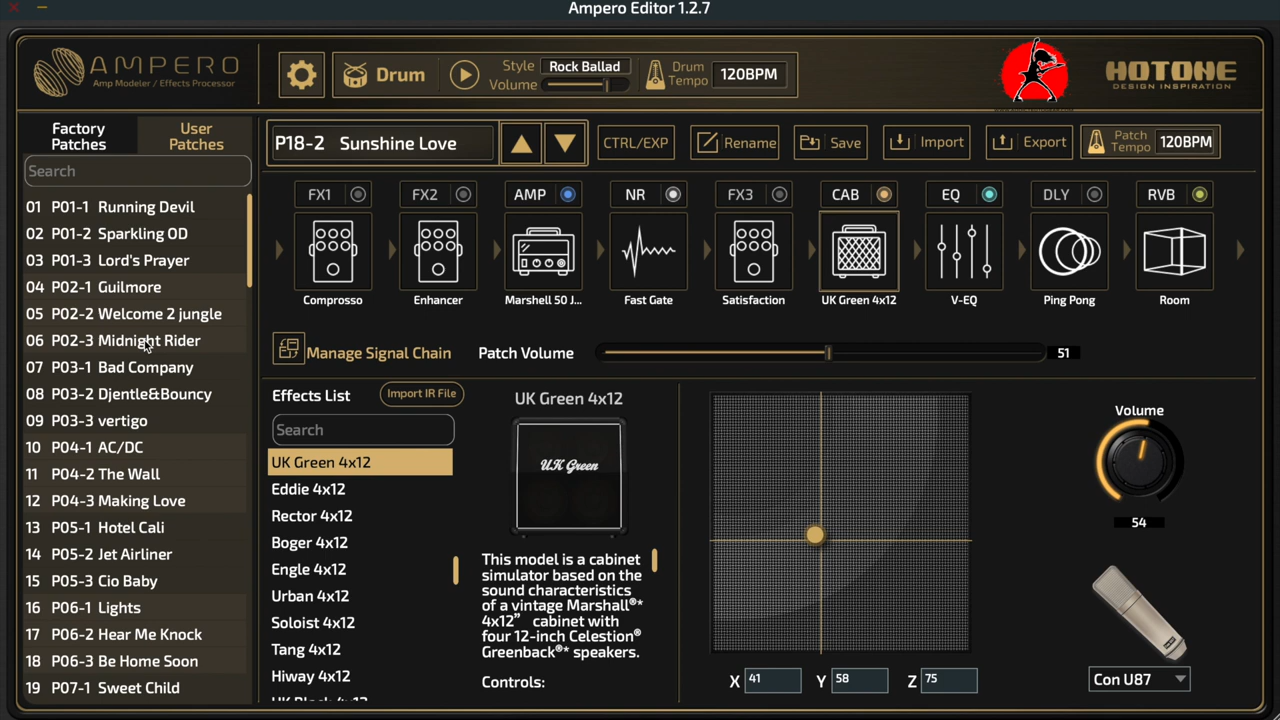 Ampero Editor 1.2.7
AMPERO
Amp Modeler / Effects Processor
Drum
Style
Rock Ballad
Volume
Drum
Tempo
120BPM
HOTONE
DESIGN INSPIRATION
Factory
Patches
User
Patches
P18-2 Sunshine Love
CTRL/EXP
Rename
Save
Import
Export
Patch
Tempo
120BPM
Search
01 P01-1 Running Devil
02 P01-2 Sparkling OD
03 P01-3 Lord's Prayer
04 P02-1 Guilmore
05 P02-2 Welcome 2 jungle
06 P02-3 Midnight Rider
07 P03-1 Bad Company
08 P03-2 Djentle&Bouncy
09 P03-3 vertigo
10 P04-1 AC/DC
11 P04-2 The Wall
12 P04-3 Making Love
13 P05-1 Hotel Cali
14 P05-2 Jet Airliner
15 P05-3 Cio Baby
16 P06-1 Lights
17 P06-2 Hear Me Knock
18 P06-3 Be Home Soon
19 P07-1 Sweet Child
FX1
FX2
AMP
NR
FX3
CAB
EQ
DLY
RVB
Comprosso
Enhancer
Marshell 50 J...
Fast Gate
Satisfaction
UK Green 4x12
V-EQ
Ping Pong
Room
Manage Signal Chain
Patch Volume
51
Effects List
Import IR File
Search
UK Green 4x12
Eddie 4x12
Rector 4x12
Boger 4x12
Engle 4x12
Urban 4x12
Soloist 4x12
Tang 4x12
Hiway 4x12
UK Black 4x12
UK Green 4x12
UK Green
This model is a cabinet
simulator based on the
sound characteristics
of a vintage Marshall®*
4x12” cabinet with
four 12-inch Celestion®
Greenback®* speakers.
Controls:
X 41 Y 58 Z 75
Volume
54
Con U87